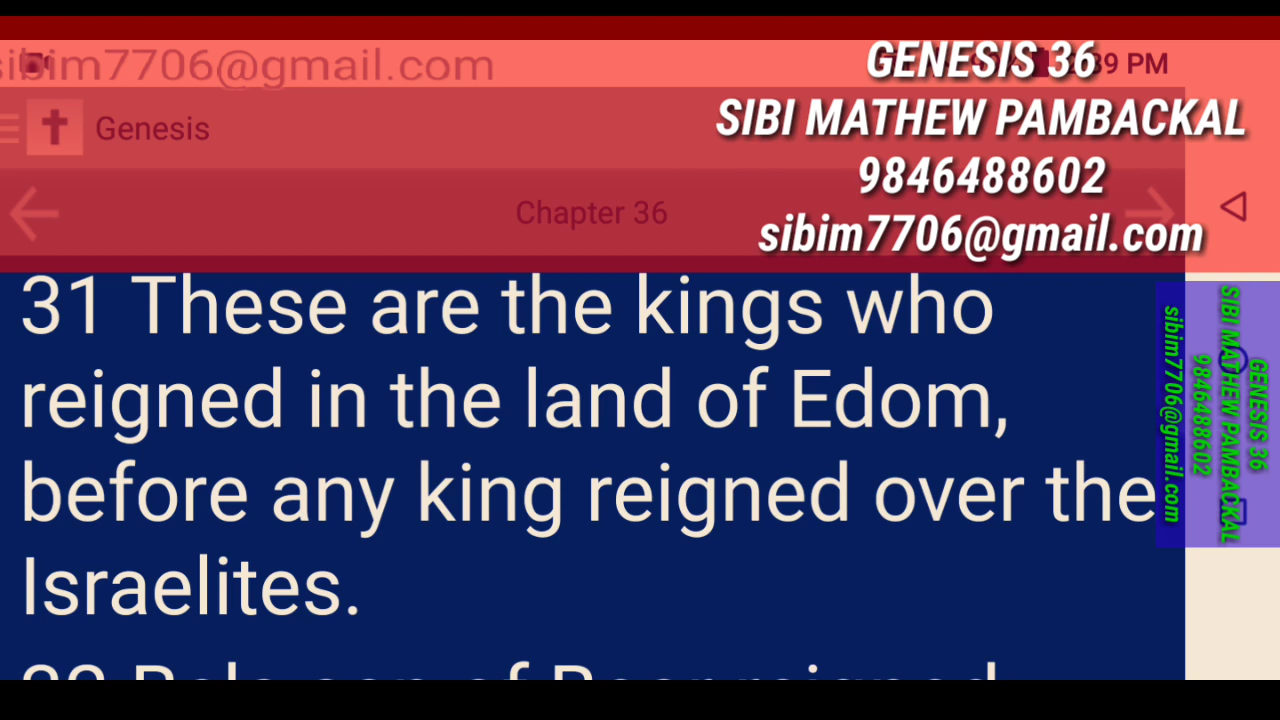 sibim7706@gmail.com
GENESIS 36
39 PM
SIBI MATHEW PAMBACKAL
Genesis
9846488602
Chapter 36
sibim7706@gmail.com
31 These are the kings who
reigned in the land of Edom,
before any king reigned over the
Israelites.
GENESIS 36
SIBI MATHEW PAMBACKAL
9846488602
sibim7706@gmail.com